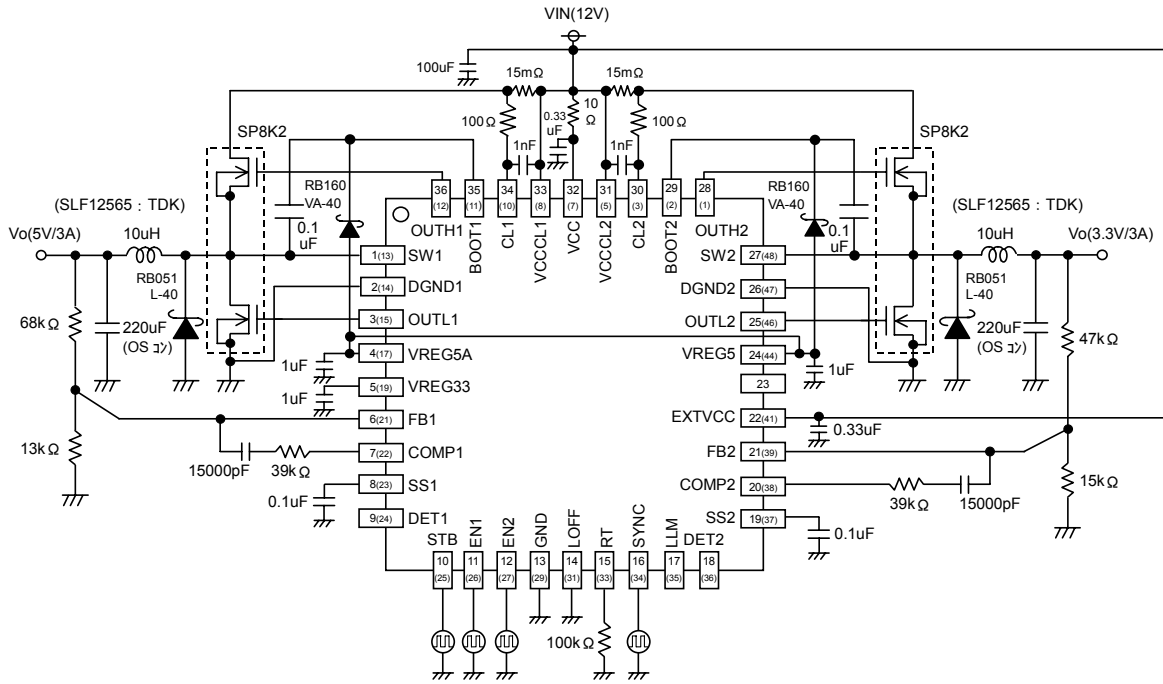 VIN(12V)
100uF
15mΩ
15mΩ
100Ω
0.33
uF
10
Ω
100Ω
1nF
1nF
SP8K2
SP8K2
RB160
VA-40
RB160
VA-40
0.1
uF
0.1
uF
(SLF12565 : TDK)
(SLF12565 : TDK)
Vo(5V/3A)
10uH
10uH
Vo(3.3V/3A)
RB051
L-40
RB051
L-40
68kΩ
220uF
(OS コン)
220uF
(OS コン)
47kΩ
13kΩ
15kΩ
36
(12)
35
(11)
34
(10)
33
(8)
32
(7)
31
(5)
30
(3)
29
(2)
28
(1)
OUTH1
BOOT1
CL1
VCCCL1
VCC
VCCCL2
CL2
BOOT2
OUTH2
1(13) SW1
2(14) DGND1
3(15) OUTL1
4(17) VREG5A
5(19) VREG33
6(21) FB1
7(22) COMP1
8(23) SS1
9(24) DET1
1uF
1uF
15000pF
39kΩ
0.1uF
SW2 27(48)
DGND2 26(47)
OUTL2 25(46)
VREG5 24(44)
23
EXTVCC 22(41)
FB2 21(39)
COMP2 20(38)
SS2 19(37)
1uF
0.33uF
39kΩ
15000pF
0.1uF
STB
EN1
EN2
GND
LOFF
RT
SYNC
LLM
DET2
10
(25)
11
(26)
12
(27)
13
(29)
14
(31)
15
(33)
16
(34)
17
(35)
18
(36)
100kΩ